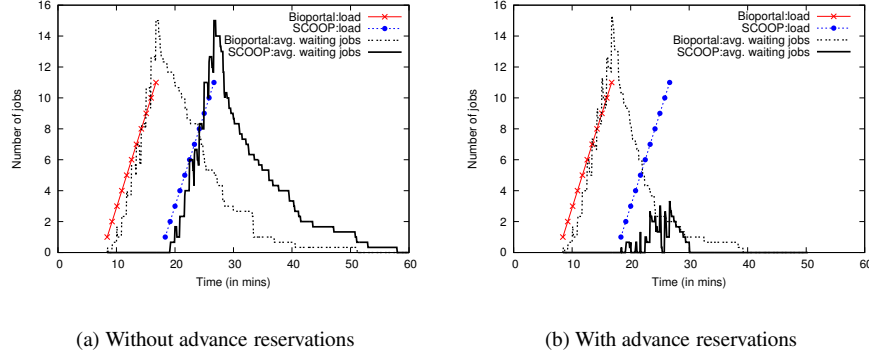 16
14
12
10
8
6
4
2
0
Number of jobs
0 10 20 30 40 50 60
Time (in mins)
Bioportal:load
SCOOP:load
Bioportal:avg. waiting jobs
SCOOP:avg. waiting jobs
(a) Without advance reservations
16
14
12
10
8
6
4
2
0
Number of jobs
0 10 20 30 40 50 60
Time (in mins)
Bioportal:load
SCOOP:load
Bioportal:avg. waiting jobs
SCOOP:avg. waiting jobs
(b) With advance reservations